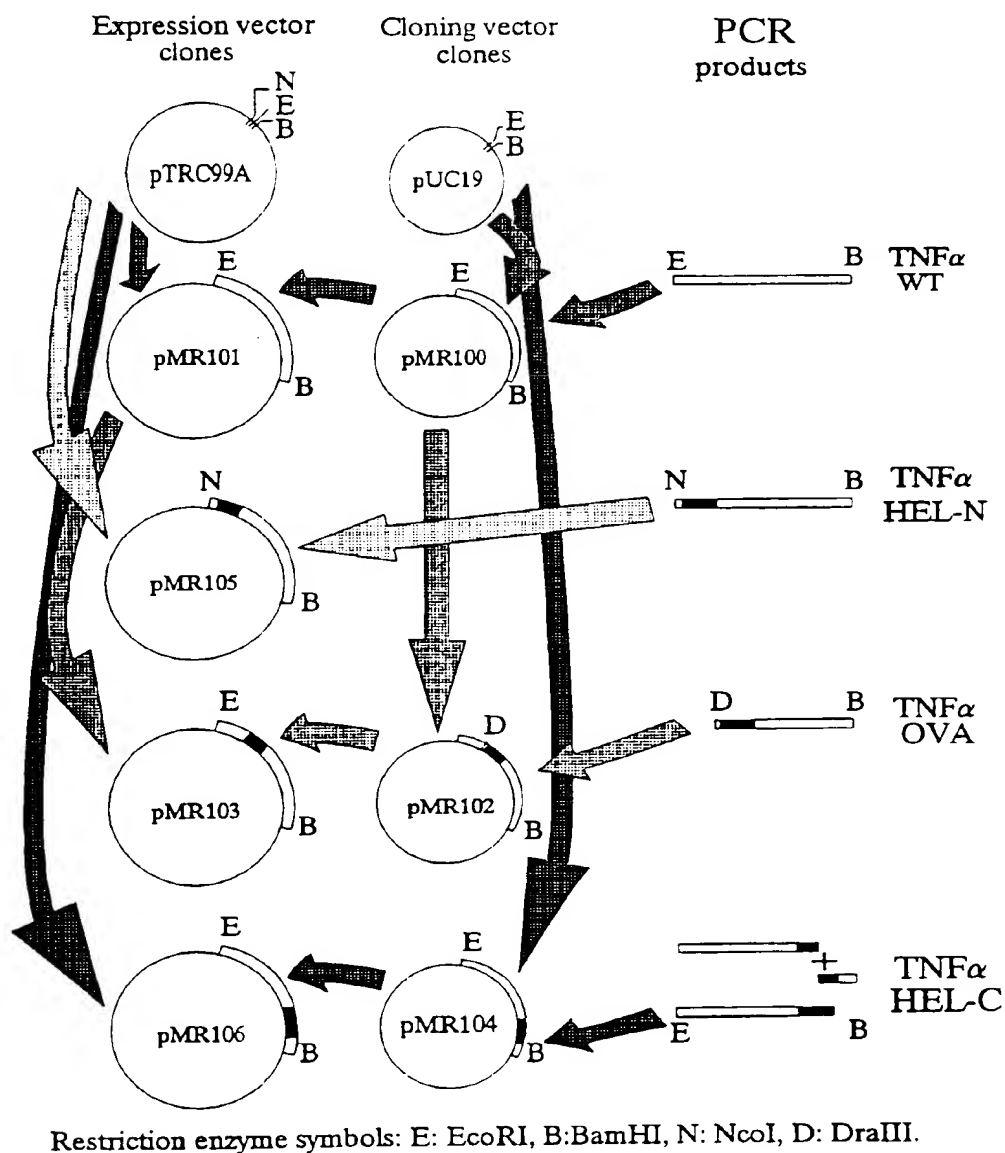 Expression vector
clones
Cloning vector
clones
PCR
products
N
E
B
pTRC99A
E
B
pUC19
E
B
pMR101
E
B
pMR100
E
B
TNFα
WT
N
B
pMR105
N
B
TNFα
HEL-N
E
B
pMR103
D
B
pMR102
D
B
TNFα
OVA
E
B
pMR106
E
B
pMR104
+
E
B
TNFα
HEL-C
Restriction enzyme symbols: E: EcoRI, B:BamHI, N: NcoI, D: DraIII.